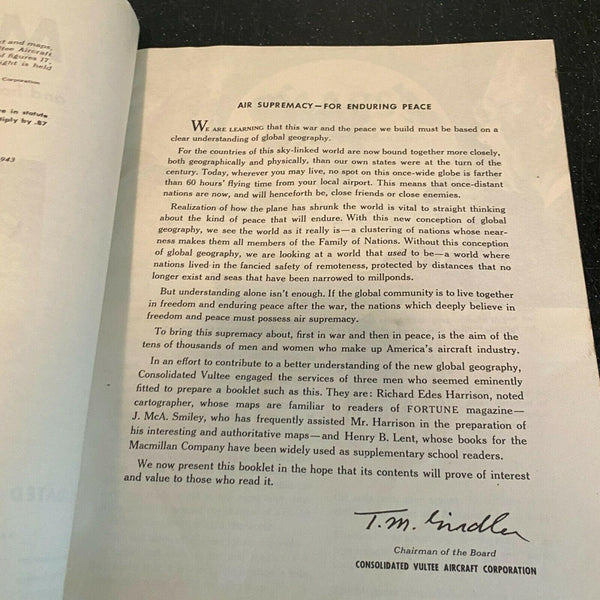 t and maps,
ltee Aircraft
figures 17,
ight is held
Corporation
e in statute
tiply by .87
943
AIR SUPREMACY—FOR ENDURING PEACE
WE ARE LEARNING that this war and the peace we build must be based on a
clear understanding of global geography.
For the countries of this sky-linked world are now bound together more closely,
both geographically and physically, than our own states were at the turn of the
century. Today, wherever you may live, no spot on this once-wide globe is farther
than 60 hours' flying time from your local airport. This means that once-distant
nations are now, and will henceforth be, close friends or close enemies.
Realization of how the plane has shrunk the world is vital to straight thinking
about the kind of peace that will endure. With this new conception of global
geography, we see the world as it really is—a clustering of nations whose near-
ness makes them all members of the Family of Nations. Without this conception
of global geography, we are looking at a world that used to be—a world where
nations lived in the fancied safety of remoteness, protected by distances that no
longer exist and seas that have been narrowed to millponds.
But understanding alone isn't enough. If the global community is to live together
in freedom and enduring peace after the war, the nations which deeply believe in
freedom and peace must possess air supremacy.
To bring this supremacy about, first in war and then in peace, is the aim of the
tens of thousands of men and women who make up America's aircraft industry.
In an effort to contribute to a better understanding of the new global geography,
Consolidated Vultee engaged the services of three men who seemed eminently
fitted to prepare a booklet such as this. They are: Richard Edes Harrison, noted
cartographer, whose maps are familiar to readers of FORTUNE magazine—
J. McA. Smiley, who has frequently assisted Mr. Harrison in the preparation of
his interesting and authoritative maps—and Henry B. Lent, whose books for the
Macmillan Company have been widely used as supplementary school readers.
We now present this booklet in the hope that its contents will prove of interest
and value to those who read it.
T.M. Girdler
Chairman of the Board
CONSOLIDATED VULTEE AIRCRAFT CORPORATION